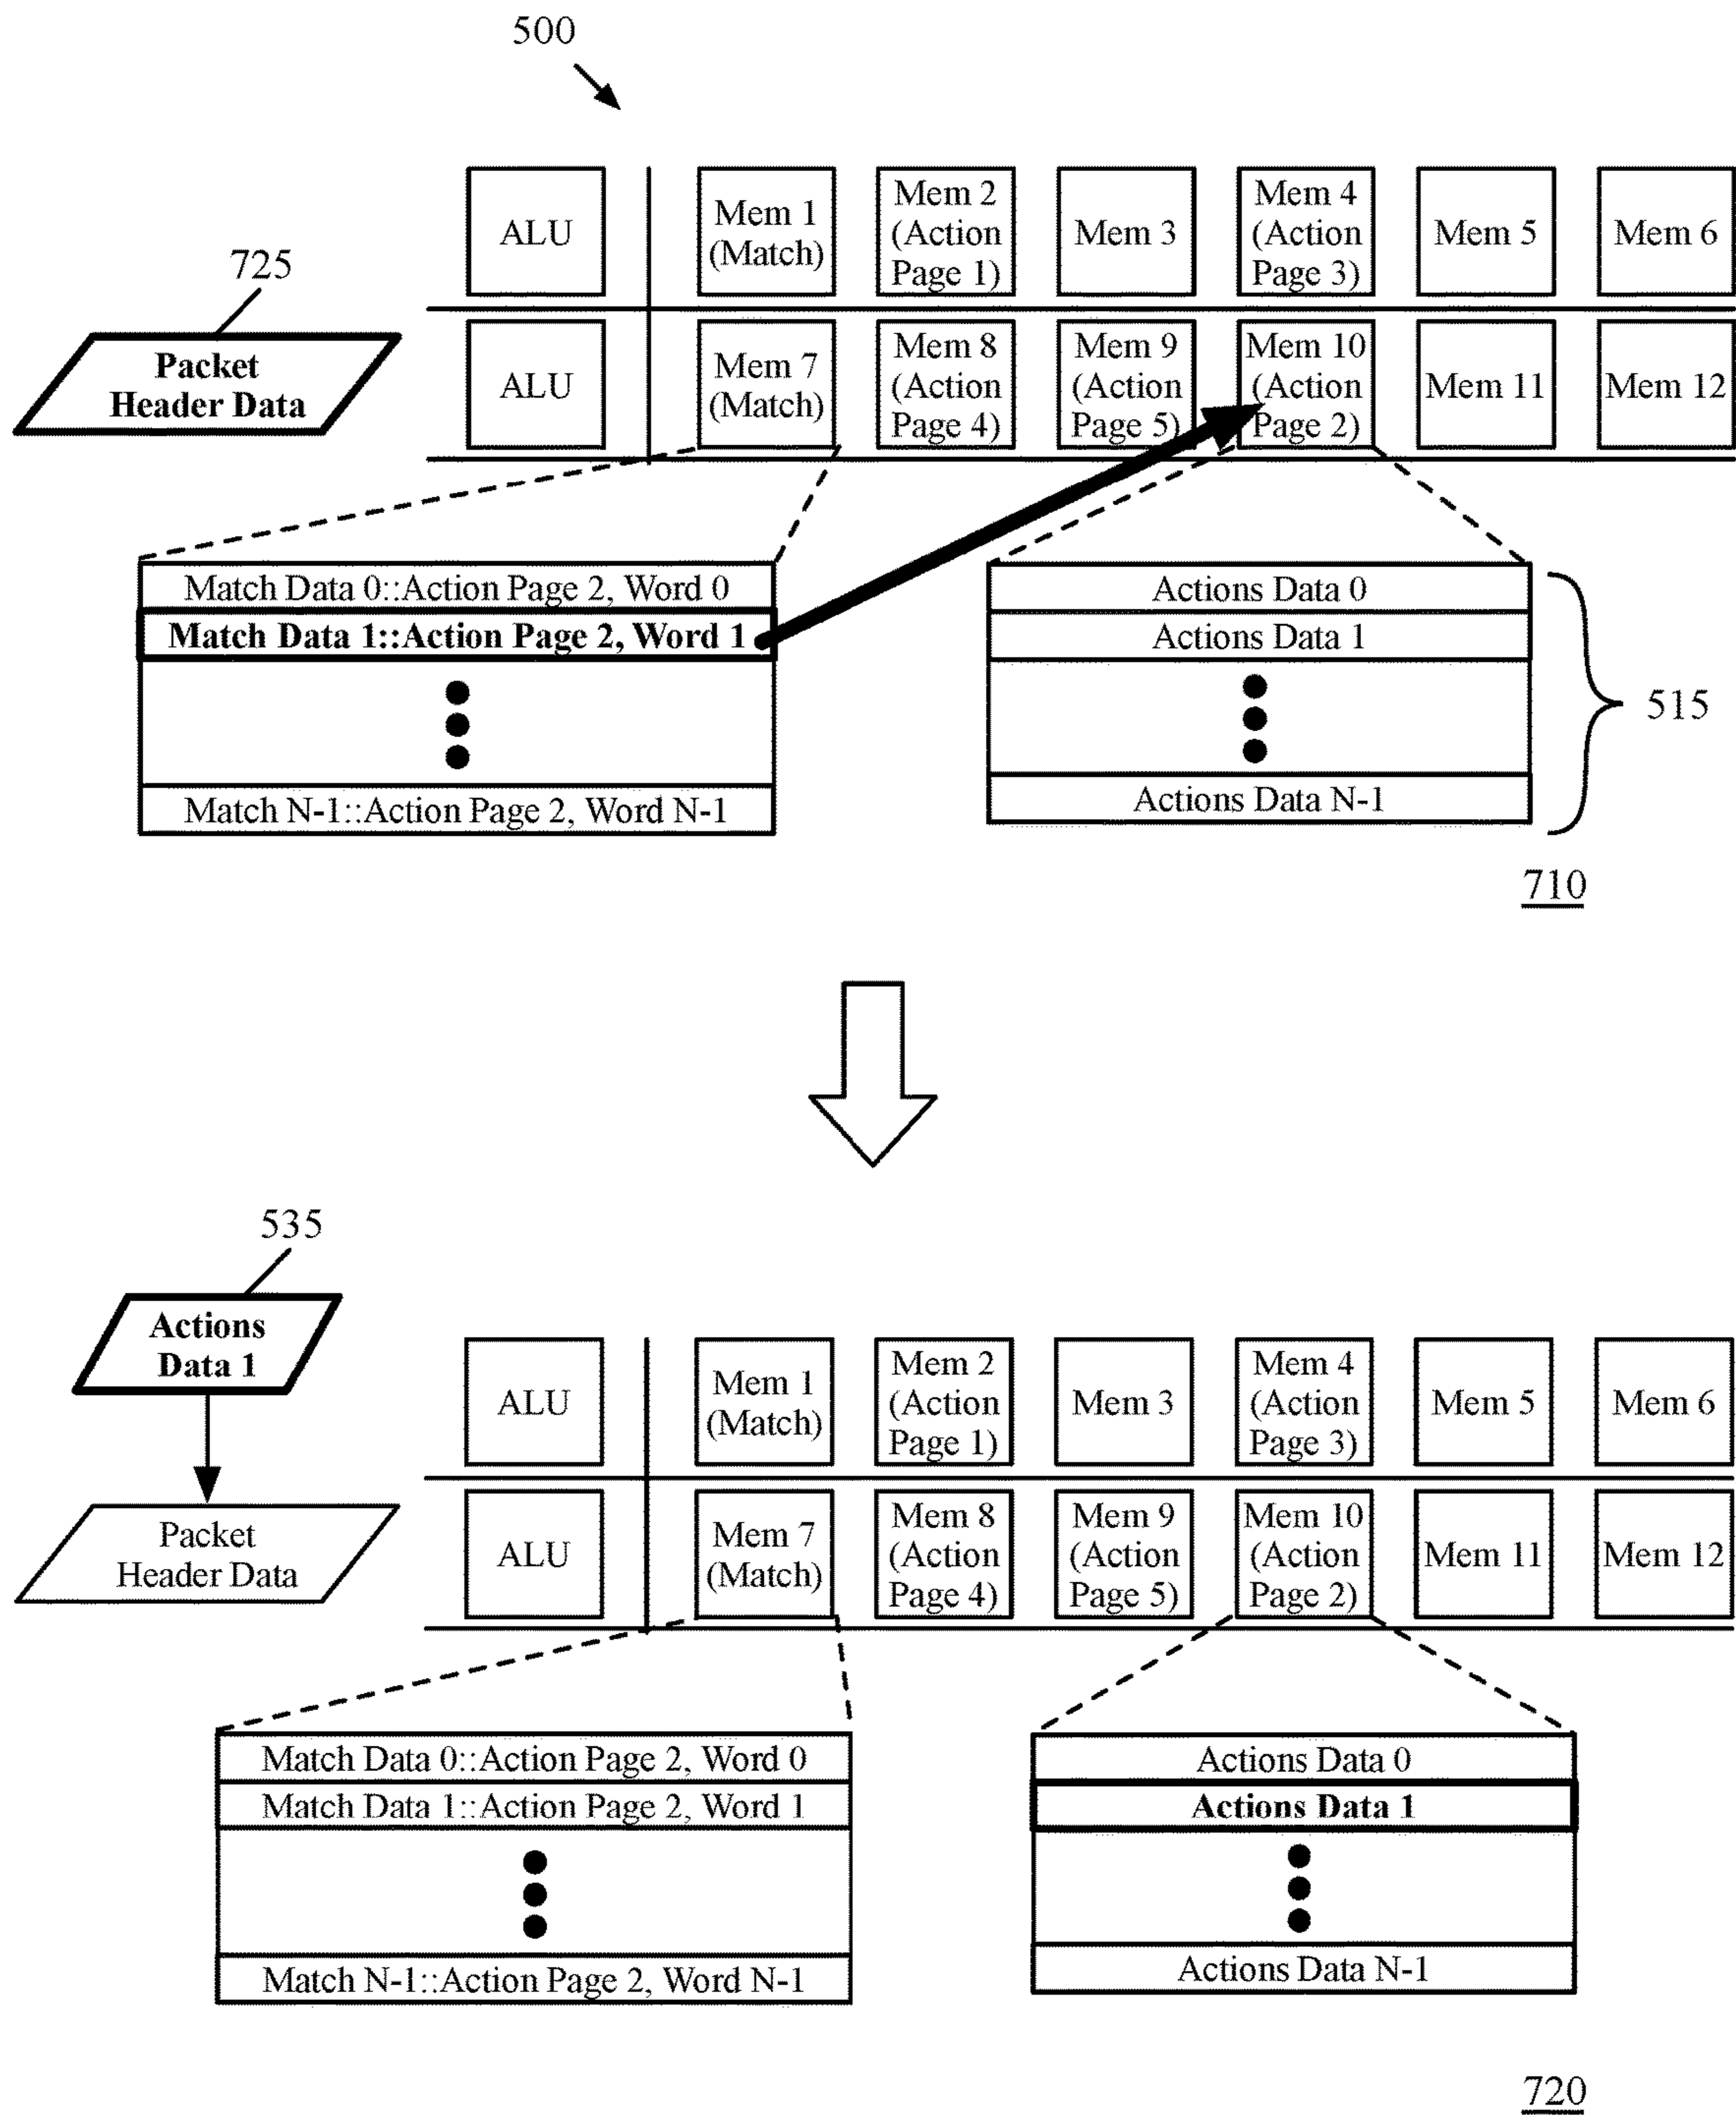 500
ALU
Mem 1
(Match)
Mem 2
(Action
Page 1)
Mem 3
Mem 4
(Action
Page 3)
Mem 5
Mem 6
725
Packet
Header Data
ALU
Mem 7
(Match)
Mem 8
(Action
Page 4)
Mem 9
(Action
Page 5)
Mem 10
(Action
Page 2)
Mem 11
Mem 12
Match Data 0::Action Page 2, Word 0
Match Data 1::Action Page 2, Word 1
Match N-1::Action Page 2, Word N-1
Actions Data 0
Actions Data 1
Actions Data N-1
515
710
535
Actions
Data 1
Packet
Header Data
ALU
Mem 1
(Match)
Mem 2
(Action
Page 1)
Mem 3
Mem 4
(Action
Page 3)
Mem 5
Mem 6
ALU
Mem 7
(Match)
Mem 8
(Action
Page 4)
Mem 9
(Action
Page 5)
Mem 10
(Action
Page 2)
Mem 11
Mem 12
Match Data 0::Action Page 2, Word 0
Match Data 1::Action Page 2, Word 1
Match N-1::Action Page 2, Word N-1
Actions Data 0
Actions Data 1
Actions Data N-1
720